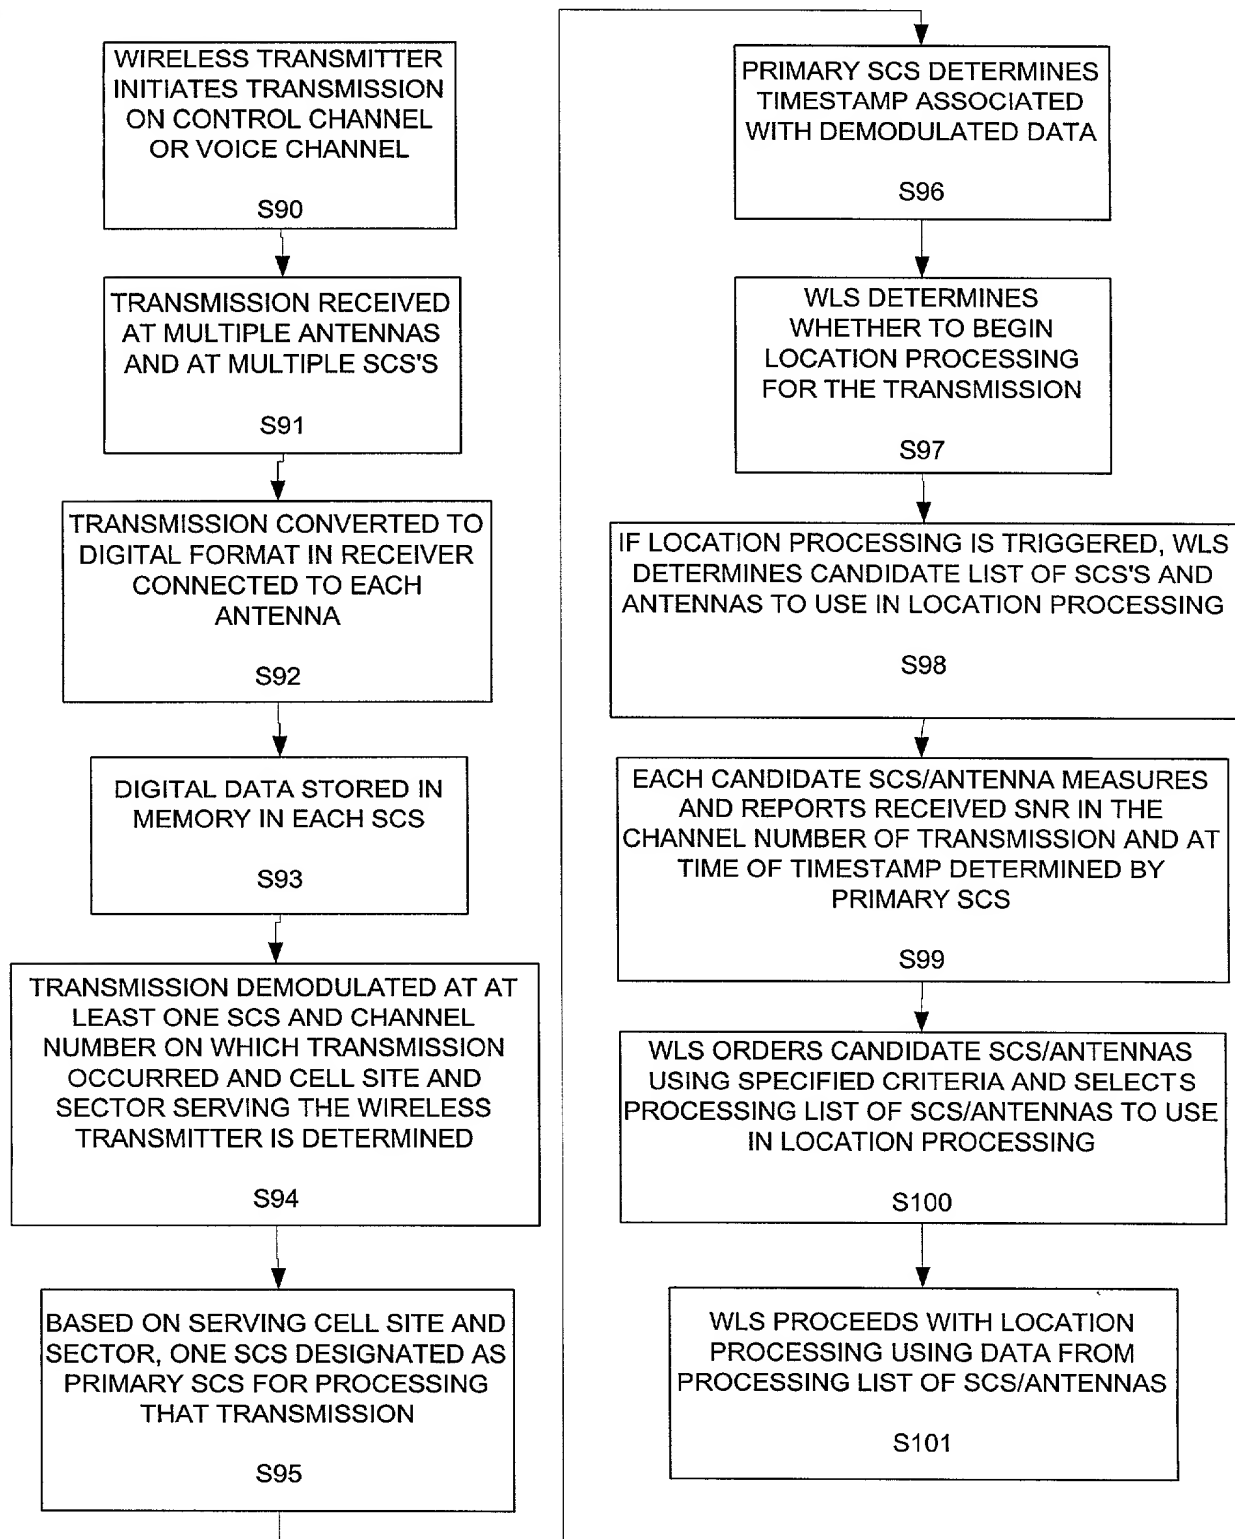 WIRELESS TRANSMITTER
INITIATES TRANSMISSION
ON CONTROL CHANNEL
OR VOICE CHANNEL
S90
TRANSMISSION RECEIVED
AT MULTIPLE ANTENNAS
AND AT MULTIPLE SCS'S
S91
TRANSMISSION CONVERTED TO
DIGITAL FORMAT IN RECEIVER
CONNECTED TO EACH
ANTENNA
S92
DIGITAL DATA STORED IN
MEMORY IN EACH SCS
S93
TRANSMISSION DEMODULATED AT AT
LEAST ONE SCS AND CHANNEL
NUMBER ON WHICH TRANSMISSION
OCCURRED AND CELL SITE AND
SECTOR SERVING THE WIRELESS
TRANSMITTER IS DETERMINED
S94
BASED ON SERVING CELL SITE AND
SECTOR, ONE SCS DESIGNATED AS
PRIMARY SCS FOR PROCESSING
THAT TRANSMISSION
S95
PRIMARY SCS DETERMINES
TIMESTAMP ASSOCIATED
WITH DEMODULATED DATA
S96
WLS DETERMINES
WHETHER TO BEGIN
LOCATION PROCESSING
FOR THE TRANSMISSION
S97
IF LOCATION PROCESSING IS TRIGGERED, WLS
DETERMINES CANDIDATE LIST OF SCS'S AND
ANTENNAS TO USE IN LOCATION PROCESSING
S98
EACH CANDIDATE SCS/ANTENNA MEASURES
AND REPORTS RECEIVED SNR IN THE
CHANNEL NUMBER OF TRANSMISSION AND AT
TIME OF TIMESTAMP DETERMINED BY
PRIMARY SCS
S99
WLS ORDERS CANDIDATE SCS/ANTENNAS
USING SPECIFIED CRITERIA AND SELECTS
PROCESSING LIST OF SCS/ANTENNAS TO USE
IN LOCATION PROCESSING
S100
WLS PROCEEDS WITH LOCATION
PROCESSING USING DATA FROM
PROCESSING LIST OF SCS/ANTENNAS
S101